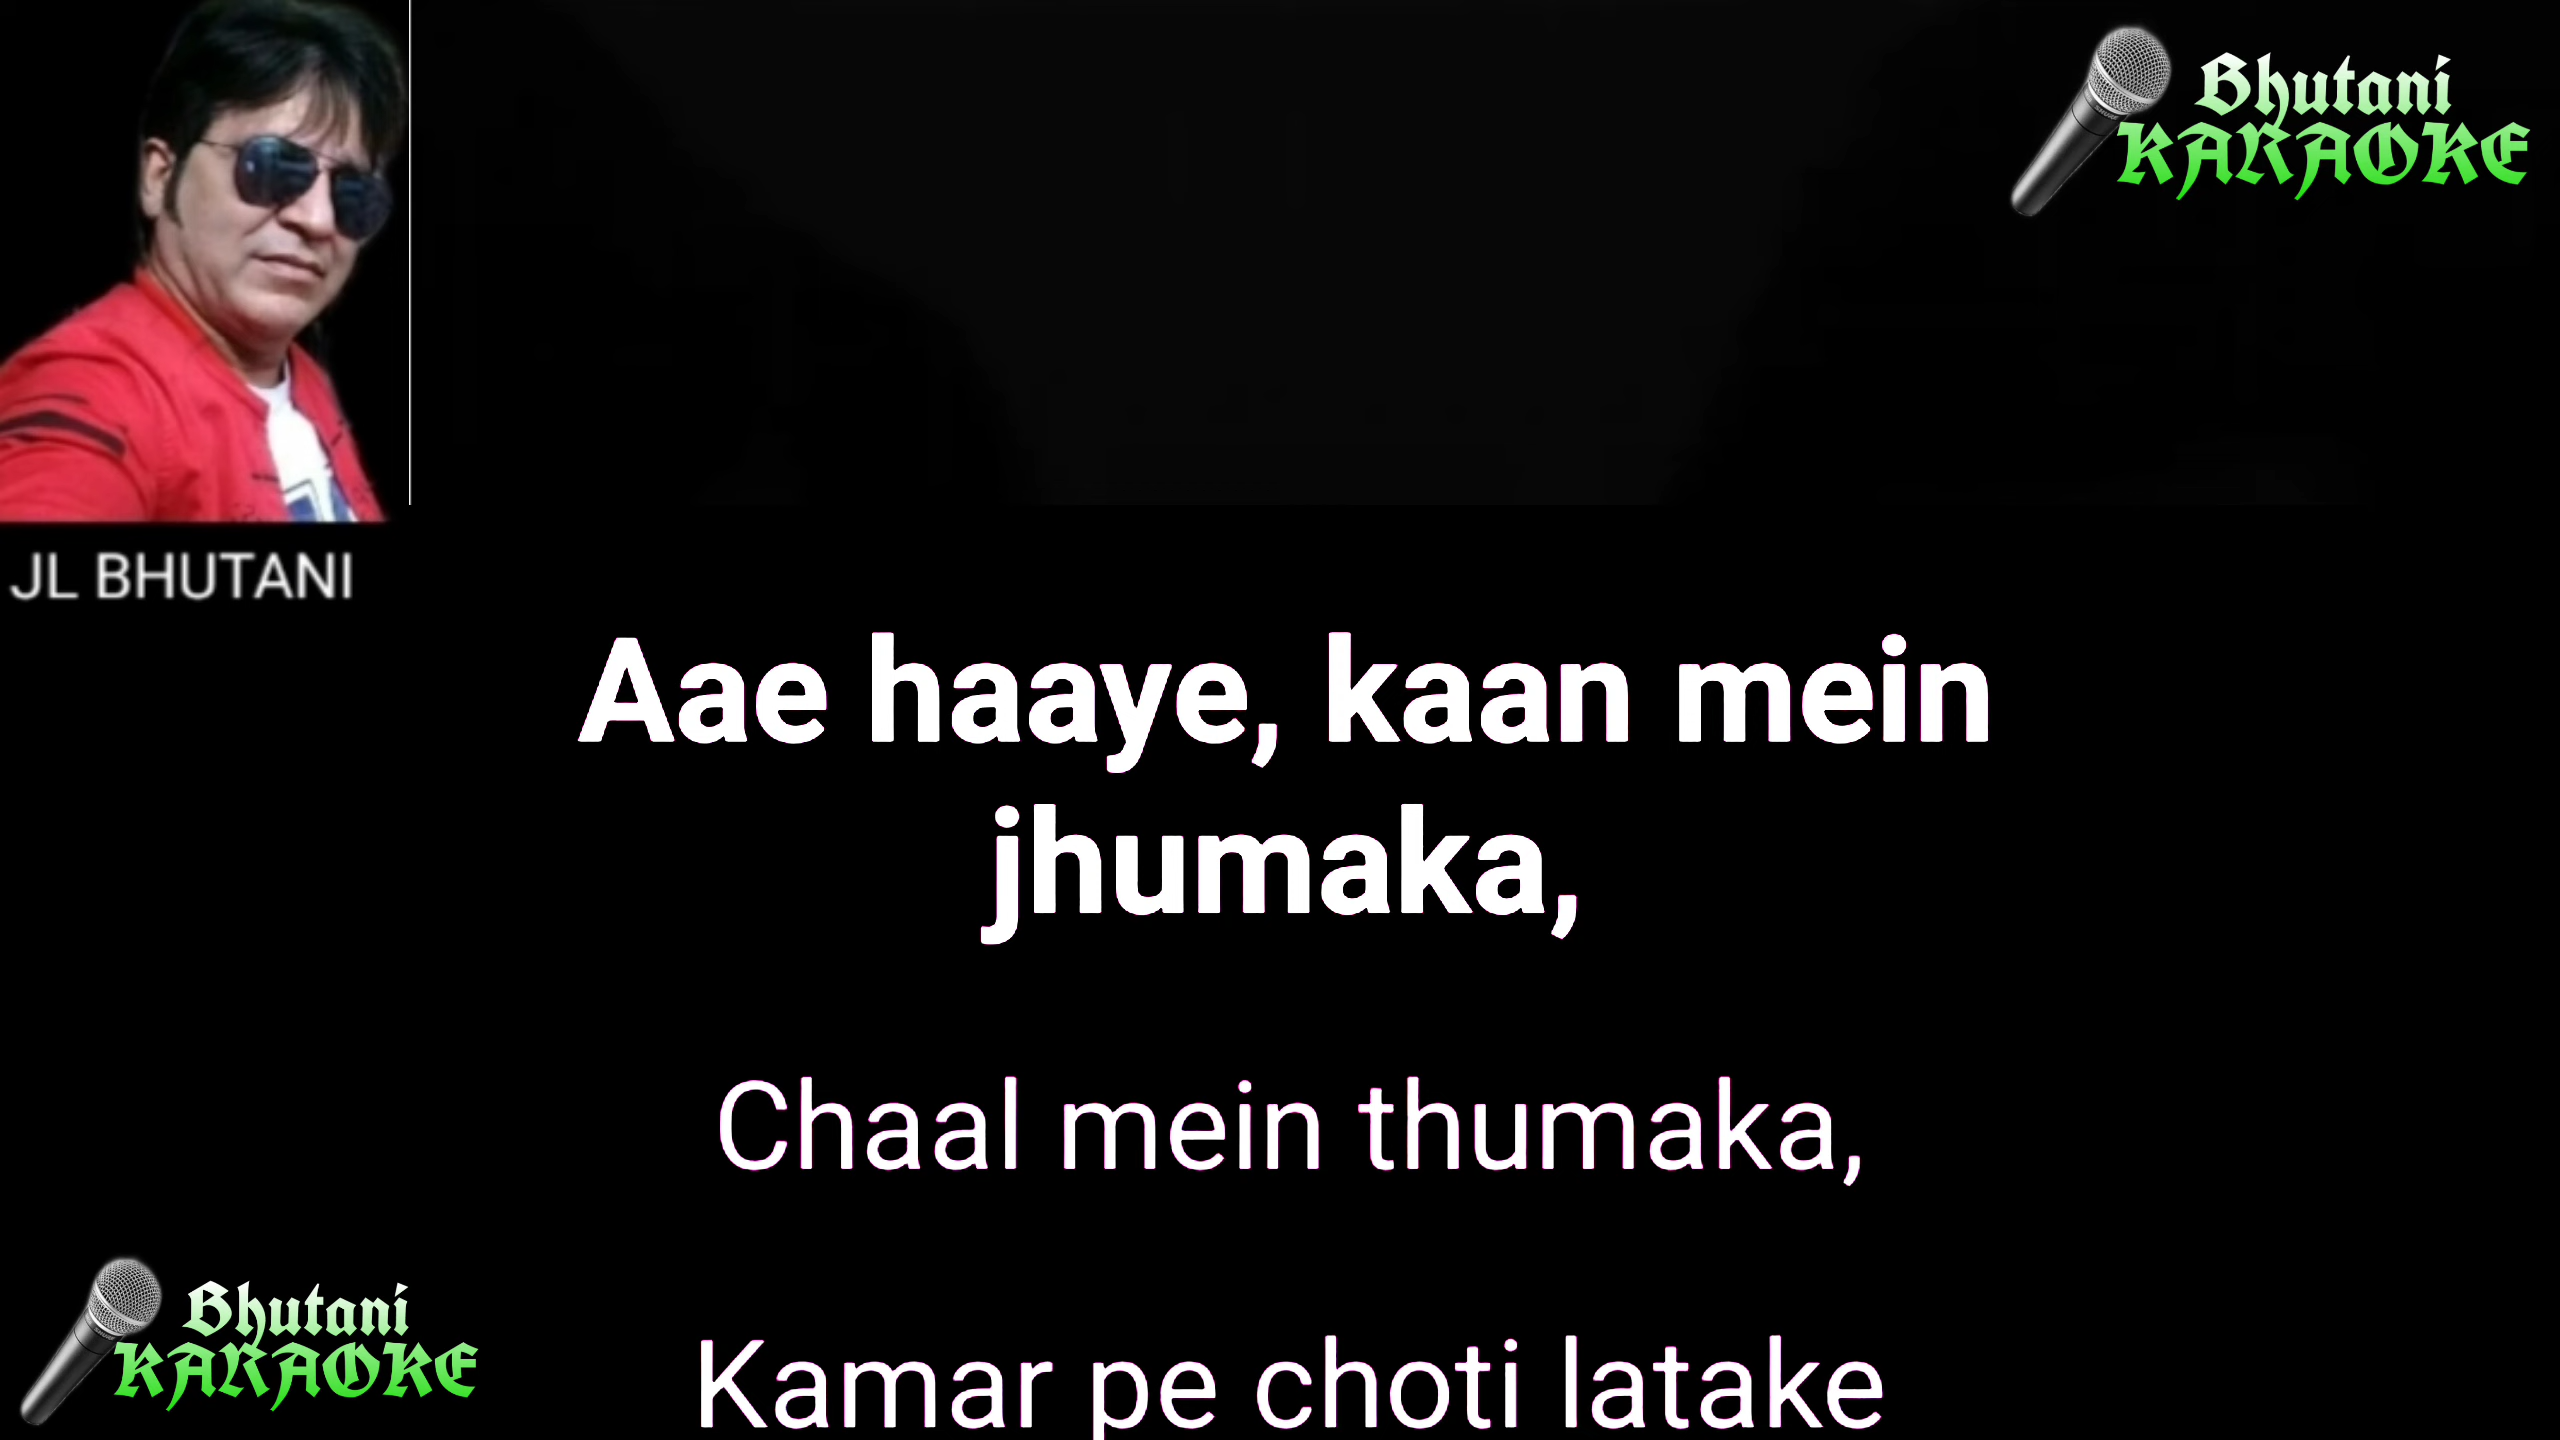 Bhutani
KARAOKE
JL BHUTANI
Aae haaye, kaan mein
jhumaka,
Chaal mein thumaka,
Kamar pe choti latake
Bhutani
KARAOKE